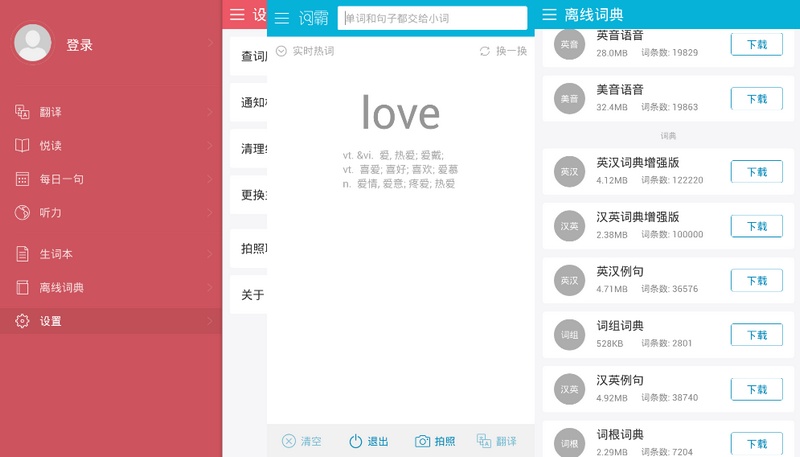 登录
翻译
悦读
每日一句
听力
生词本
离线词典
设置
设
查词
通知
清理
更换
拍照
关于
词霸
单词和句子都交给小词
实时热词
换一换
love
vt. &vi. 爱, 热爱; 爱戴;
vt. 喜爱; 喜好; 喜欢; 爱慕
n. 爱情, 爱意; 疼爱; 热爱
清空
退出
拍照
翻译
离线词典
英音
英音语音
28.0MB 词条数: 19829
下载
美音
美音语音
32.4MB 词条数: 19863
下载
词典
英汉
英汉词典增强版
4.12MB 词条数: 122220
下载
汉英
汉英词典增强版
2.38MB 词条数: 100000
下载
英汉
英汉例句
4.71MB 词条数: 36576
下载
词组
词组词典
528KB 词条数: 2801
下载
汉英
汉英例句
4.92MB 词条数: 38740
下载
词根
词根词典
2.29MB 词条数: 7204
下载